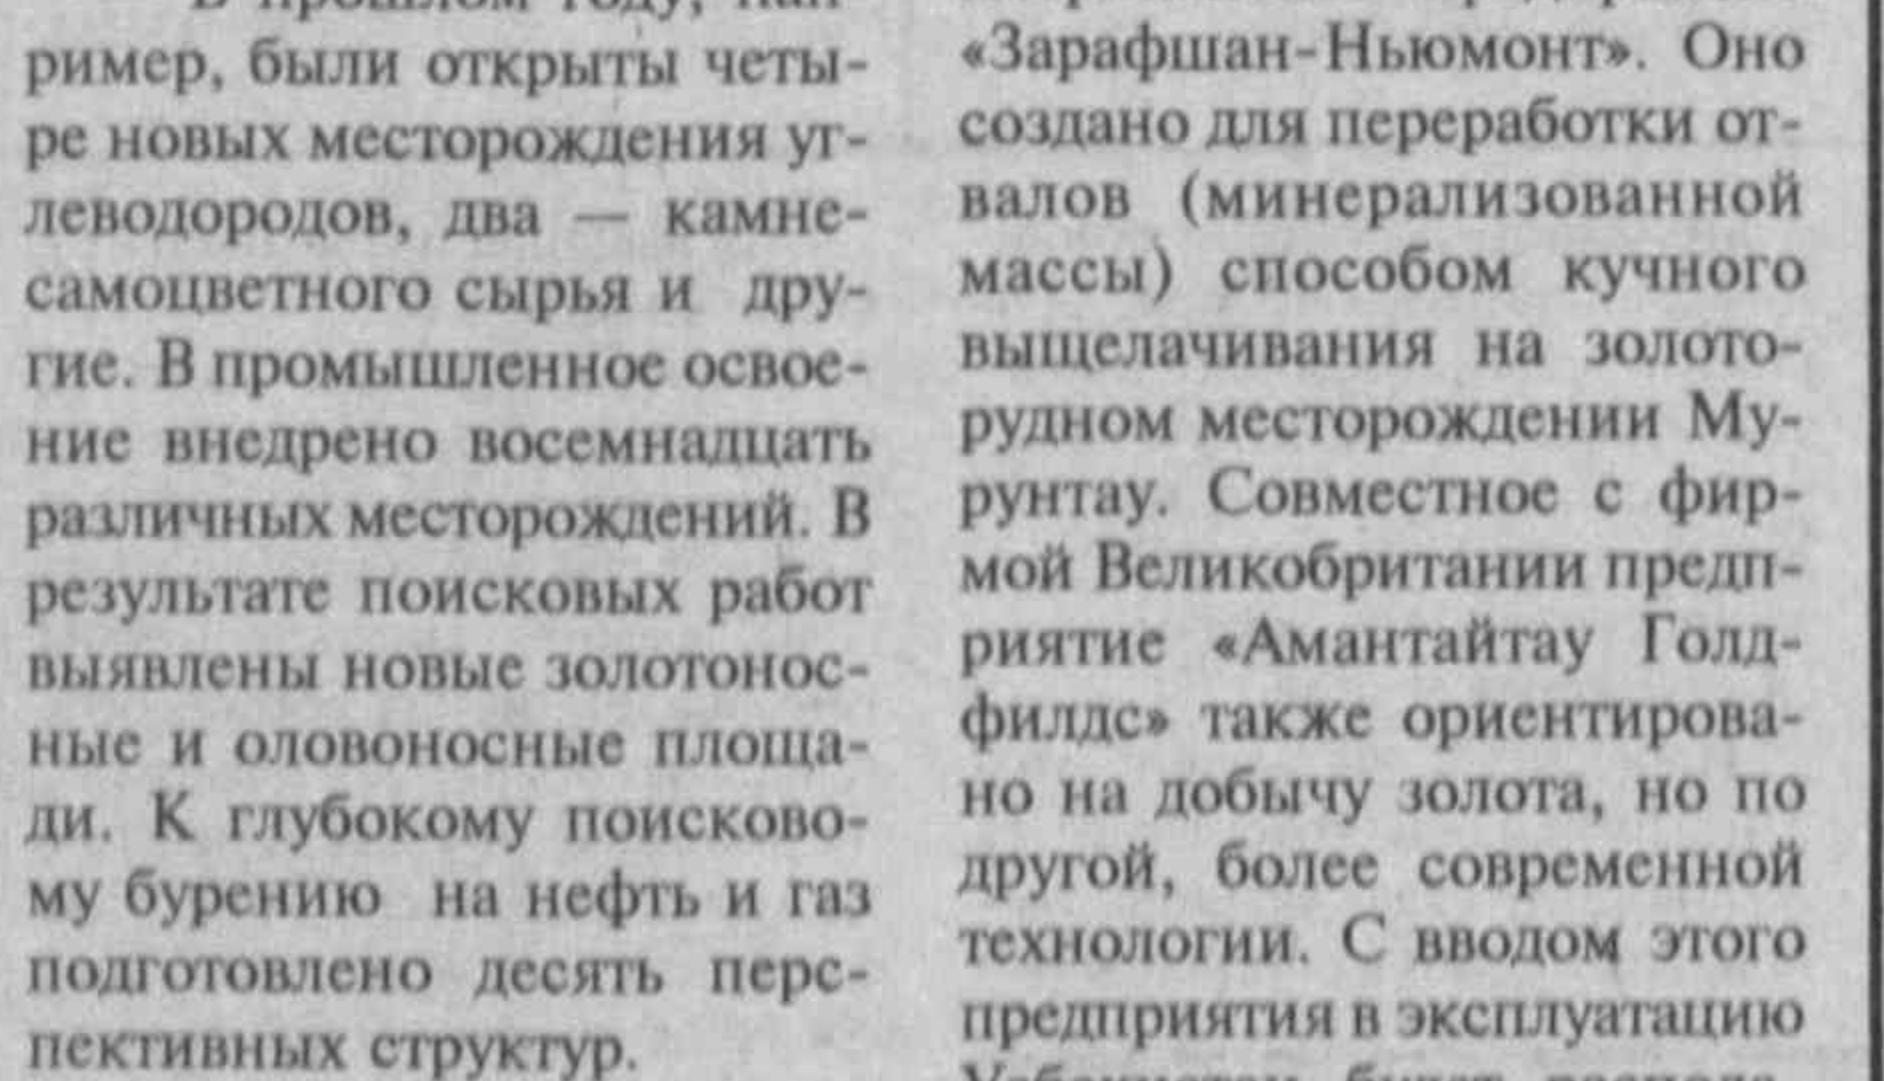 В прошлом году, нап-
ример, были открыты четы-
ре новых месторождения уг-
леводородов, два — камне-
самоцветного сырья и дру-
гие. В промышленное освое-
ние внедрено восемнадцать
различных месторождений. В
результате поисковых работ
выявлены новые золотонос-
ные и оловоносные площа-
ди. К глубокому поисково-
му бурению на нефть и газ
подготовлено десять перс-
пективных структур.
«Зарафшан-Ньюмонт». Оно
создано для переработки от-
валов (минерализованной
массы) способом кучного
выщелачивания на золото-
рудном месторождении Му-
рунтау. Совместное с фир-
мой Великобритании предп-
риятие «Амантайтау Голд-
филдс» также ориентирова-
но на добычу золота, но по
другой, более современной
технологии. С вводом этого
предприятия в эксплуатацию